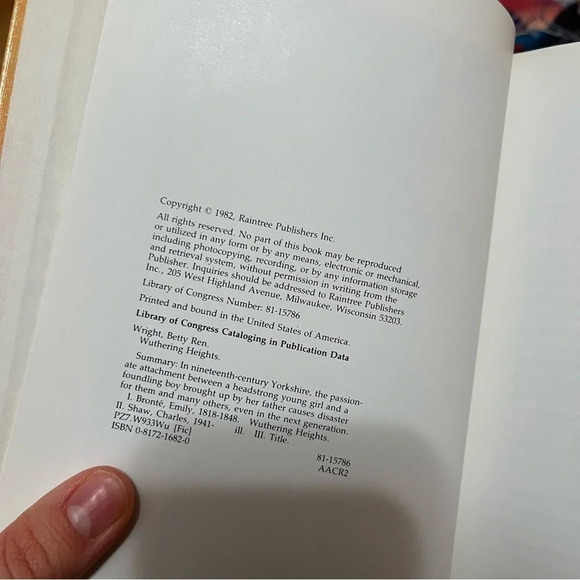 Copyright © 1982, Raintree Publishers Inc.
All rights reserved. No part of this book may be reproduced
or utilized in any form or by any means, electronic or mechanical,
including photocopying, recording, or by any information storage
and retrieval system, without permission in writing from the
Publisher. Inquiries should be addressed to Raintree Publishers
Inc., 205 West Highland Avenue, Milwaukee, Wisconsin 53203.
Library of Congress Number: 81-15786
Printed and bound in the United States of America.
Library of Congress Cataloging in Publication Data
Wright, Betty Ren.
Wuthering Heights.
Summary: In nineteenth-century Yorkshire, the passion-
ate attachment between a headstrong young girl and a
foundling boy brought up by her father causes disaster
for them and many others, even in the next generation.
I. Brontë, Emily, 1818-1848. Wuthering Heights.
II. Shaw, Charles, 1941- ill. III. Title.
PZ7.W933Wu [Fic]
ISBN 0-8172-1682-0
81-15786
AACR2